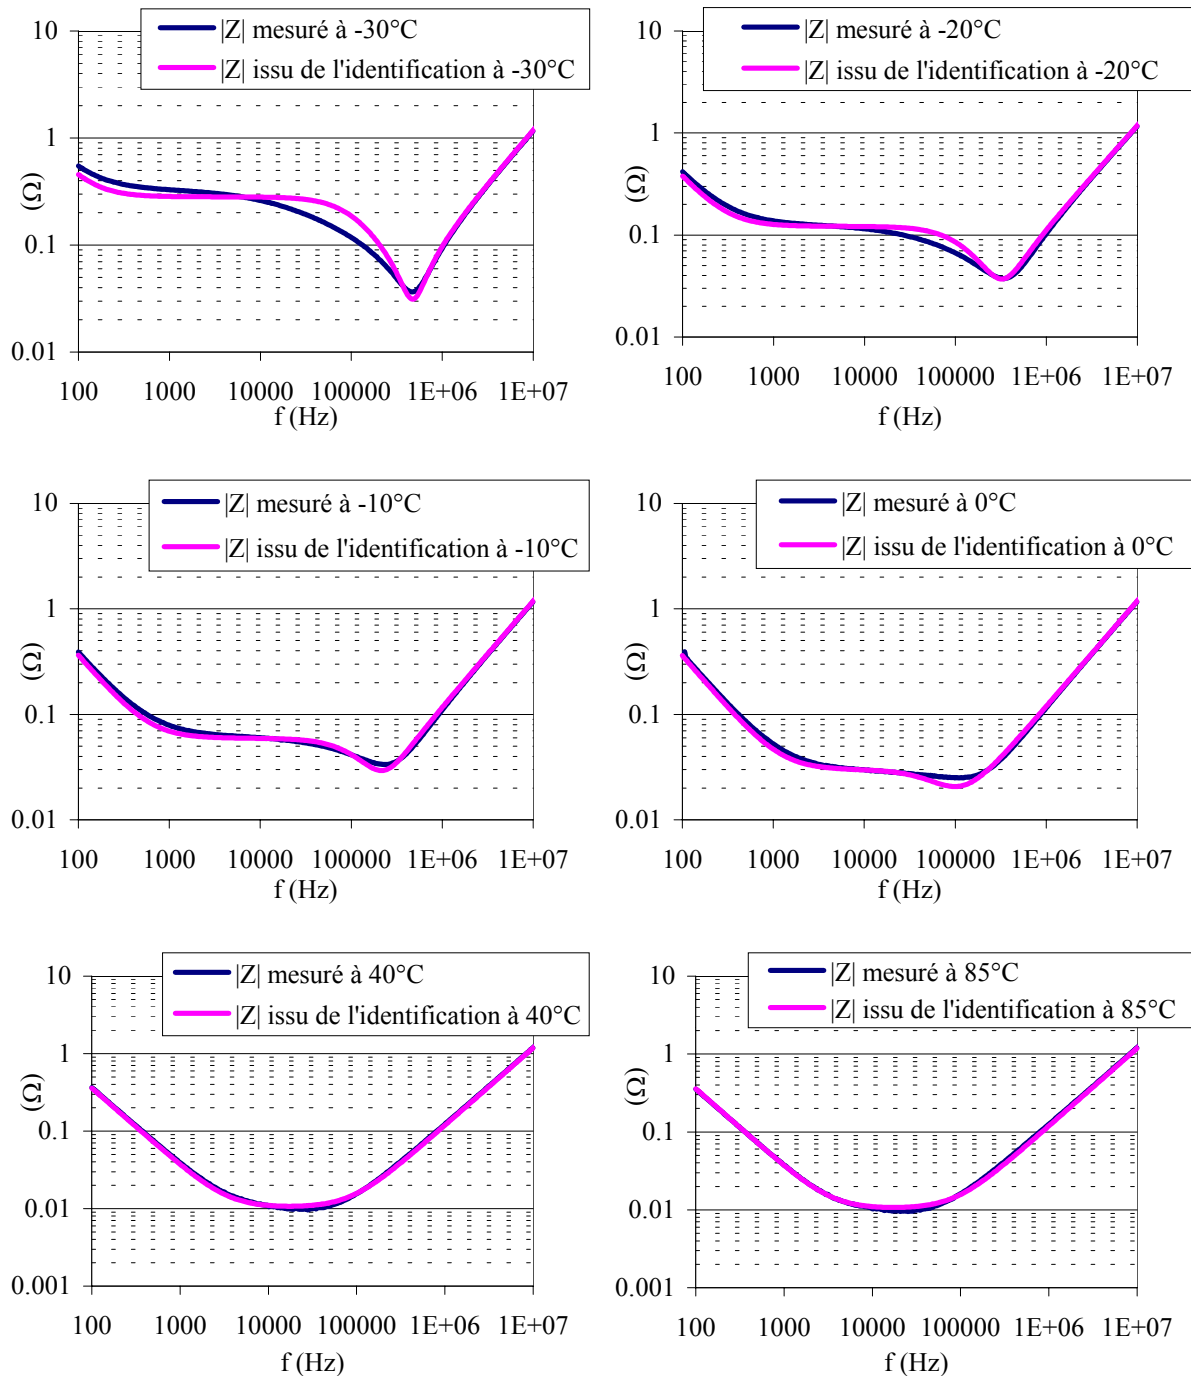 |Z| mesuré à -30°C
|Z| issu de l'identification à -30°C
10
1
0.1
0.01
(Ω)
100 1000 10000 100000 1E+06 1E+07
f (Hz)
|Z| mesuré à -20°C
|Z| issu de l'identification à -20°C
10
1
0.1
0.01
(Ω)
100 1000 10000 100000 1E+06 1E+07
f (Hz)
|Z| mesuré à -10°C
|Z| issu de l'identification à -10°C
10
1
0.1
0.01
(Ω)
100 1000 10000 100000 1E+06 1E+07
f (Hz)
|Z| mesuré à 0°C
|Z| issu de l'identification à 0°C
10
1
0.1
0.01
(Ω)
100 1000 10000 100000 1E+06 1E+07
f (Hz)
|Z| mesuré à 40°C
|Z| issu de l'identification à 40°C
10
1
0.1
0.01
0.001
(Ω)
100 1000 10000 100000 1E+06 1E+07
f (Hz)
|Z| mesuré à 85°C
|Z| issu de l'identification à 85°C
10
1
0.1
0.01
0.001
(Ω)
100 1000 10000 100000 1E+06 1E+07
f (Hz)